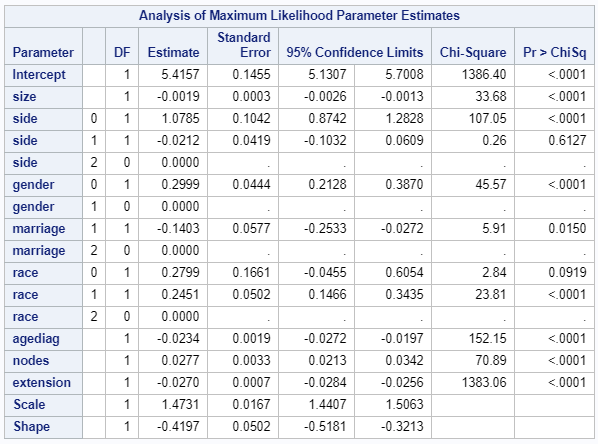 Analysis of Maximum Likelihood Parameter Estimates
Parameter DF Estimate Standard Error 95% Confidence Limits Chi-Square Pr > ChiSq
Intercept 1 5.4157 0.1455 5.1307 5.7008 1386.40 <.0001
size 1 -0.0019 0.0003 -0.0026 -0.0013 33.68 <.0001
side 0 1 1.0785 0.1042 0.8742 1.2828 107.05 <.0001
side 1 1 -0.0212 0.0419 -0.1032 0.0609 0.26 0.6127
side 2 0 0.0000 . . . . .
gender 0 1 0.2999 0.0444 0.2128 0.3870 45.57 <.0001
gender 1 0 0.0000 . . . . .
marriage 1 1 -0.1403 0.0577 -0.2533 -0.0272 5.91 0.0150
marriage 2 0 0.0000 . . . . .
race 0 1 0.2799 0.1661 -0.0455 0.6054 2.84 0.0919
race 1 1 0.2451 0.0502 0.1466 0.3435 23.81 <.0001
race 2 0 0.0000 . . . . .
agediag 1 -0.0234 0.0019 -0.0272 -0.0197 152.15 <.0001
nodes 1 0.0277 0.0033 0.0213 0.0342 70.89 <.0001
extension 1 -0.0270 0.0007 -0.0284 -0.0256 1383.06 <.0001
Scale 1 1.4731 0.0167 1.4407 1.5063
Shape 1 -0.4197 0.0502 -0.5181 -0.3213